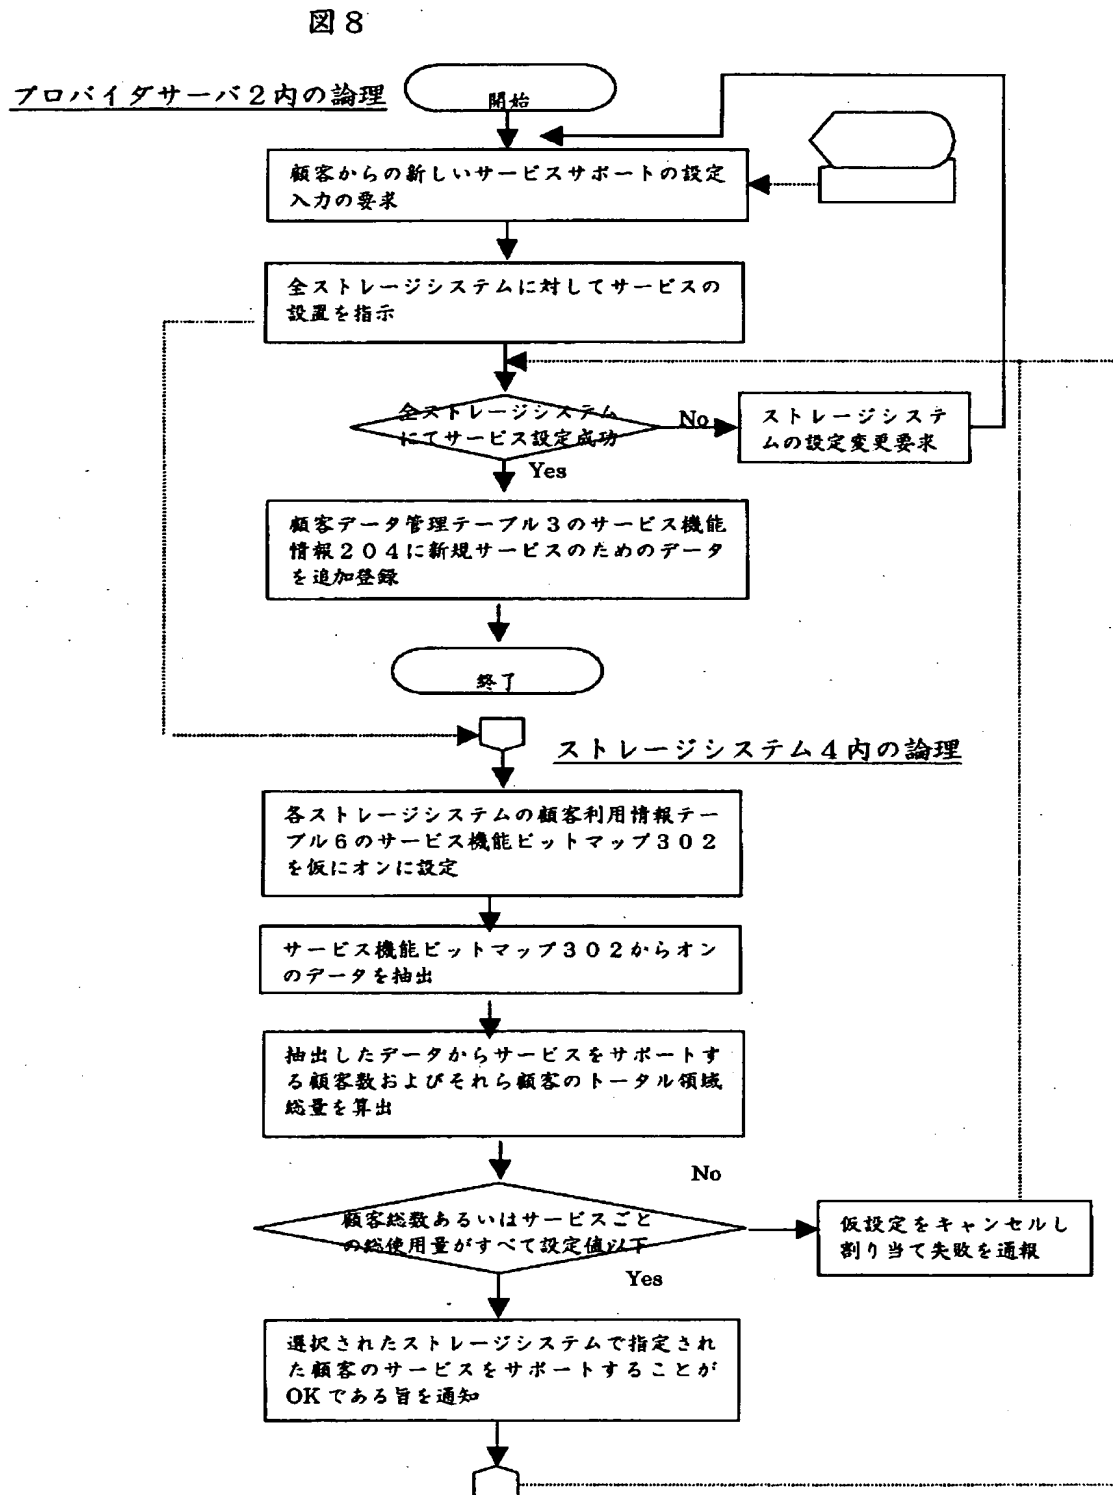 図8
プロバイダサーバ2内の論理
開始
顧客からの新しいサービスサポートの設定
入力の要求
全ストレージシステムに対してサービスの
設置を指示
全ストレージシステム
にてサービス設定成功
No
ストレージシステ
ムの設定変更要求
Yes
顧客データ管理テーブル3のサービス機能
情報204に新規サービスのためのデータ
を追加登録
終了
ストレージシステム4内の論理
各ストレージシステムの顧客利用情報テー
ブル6のサービス機能ビットマップ302
を仮にオンに設定
サービス機能ビットマップ302からオン
のデータを抽出
抽出したデータからサービスをサポートす
る顧客数およびそれら顧客のトータル領域
総量を算出
No
顧客総数あるいはサービスごと
の総使用量がすべて設定値以下
仮設定をキャンセルし
割り当て失敗を通報
Yes
選択されたストレージシステムで指定され
た顧客のサービスをサポートすることが
OKである旨を通知